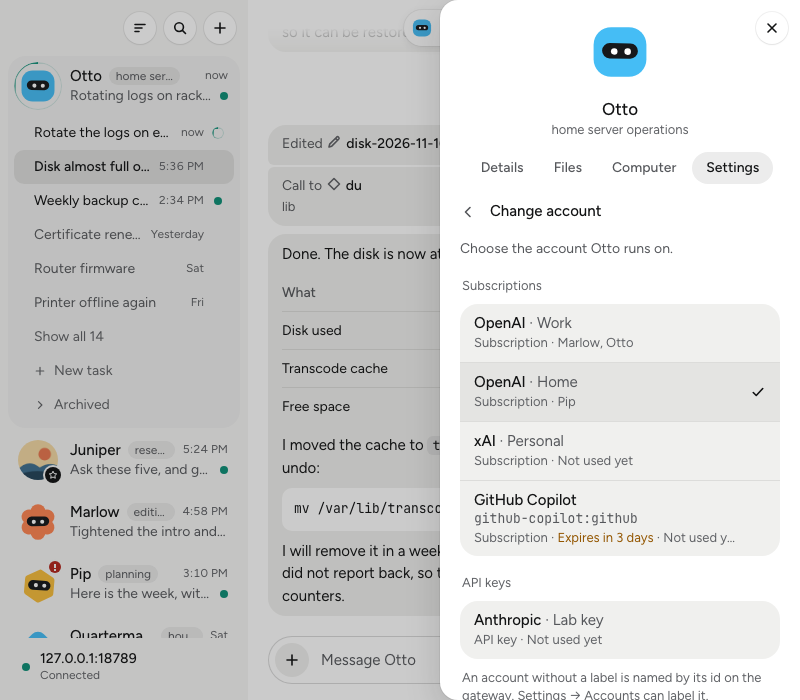 Otto
home ser...
now
Rotating logs on rack...
Rotate the logs on e...
now
Disk almost full o...
5:36 PM
Weekly backup c...
2:34 PM
Certificate rene...
Yesterday
Router firmware
Sat
Printer offline again
Fri
Show all 14
New task
Archived
Juniper
rese...
5:24 PM
Ask these five, and g...
Marlow
editi...
4:58 PM
Tightened the intro and...
Pip
planning
3:10 PM
Here is the week, wit...
Quarterma
hou
Sat
127.0.0.1:18789
Connected
so it can be restor
Edited disk-2026-11-1
Call to du
lib
Done. The disk is now at
What
Disk used
Transcode cache
Free space
I moved the cache to t
undo:
mv /var/lib/transco
I will remove it in a week
did not report back, so t
counters.
Message Otto
Otto
home server operations
Details
Files
Computer
Settings
Change account
Choose the account Otto runs on.
Subscriptions
OpenAI · Work
Subscription · Marlow, Otto
OpenAI · Home
Subscription · Pip
xAI · Personal
Subscription · Not used yet
GitHub Copilot
github-copilot:github
Subscription · Expires in 3 days · Not used y...
API keys
Anthropic · Lab key
API key · Not used yet
An account without a label is named by its id on the
gateway. Settings → Accounts can label it.